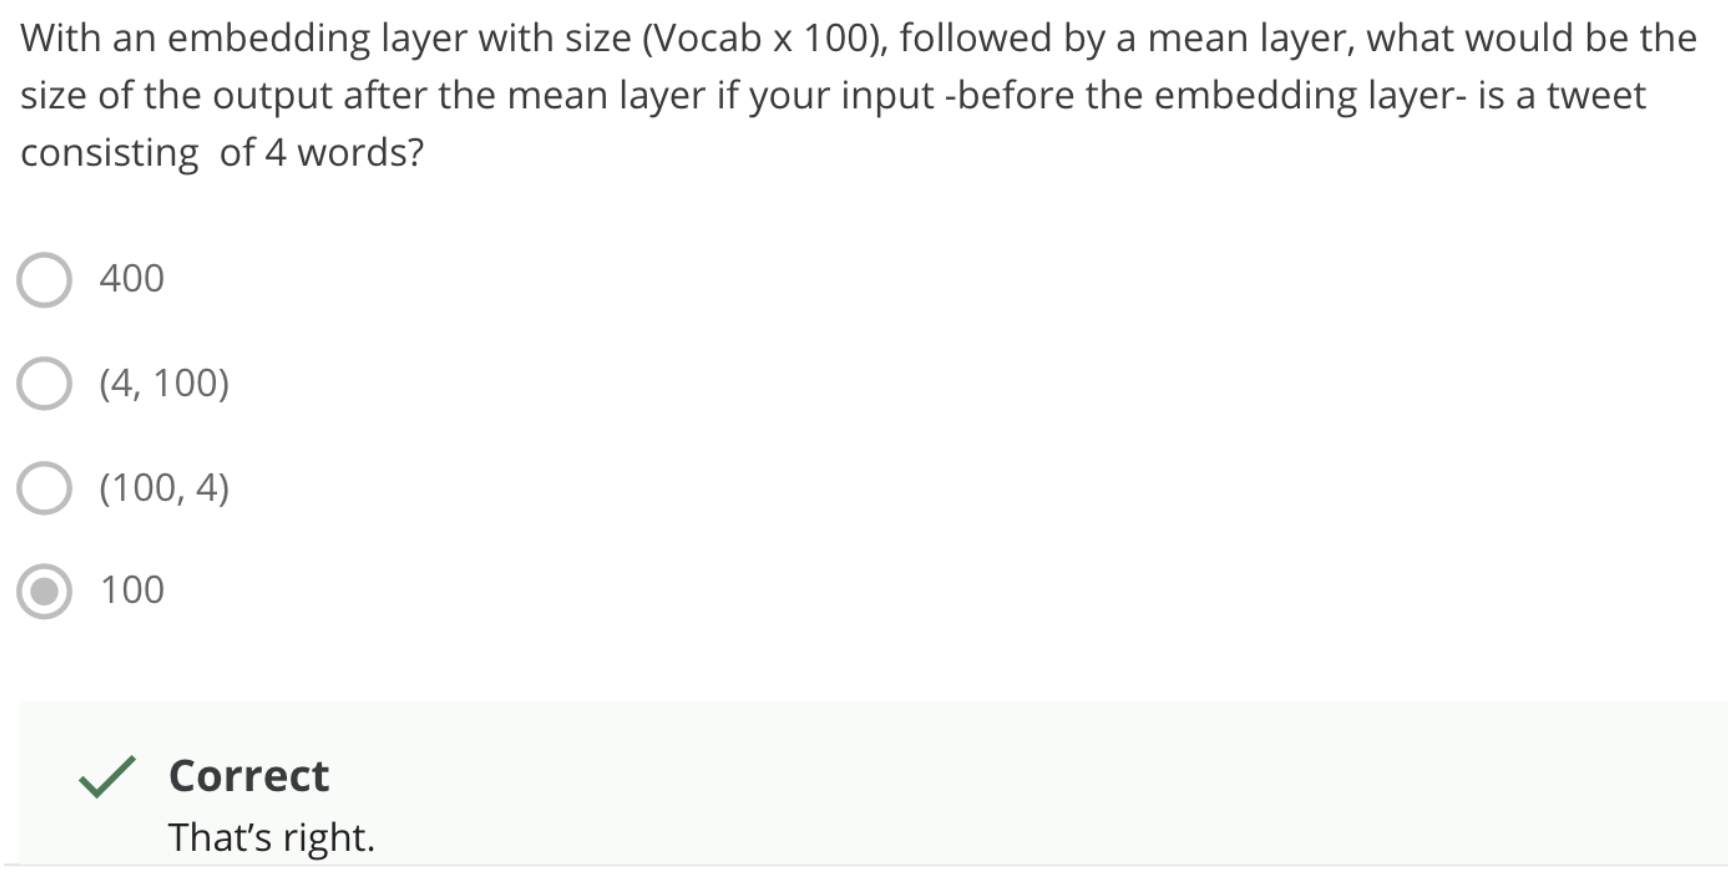 With an embedding layer with size (Vocab x 100), followed by a mean layer, what would be the
size of the output after the mean layer if your input -before the embedding layer- is a tweet
consisting  of 4 words?
400
(4, 100)
(100, 4)
100
Correct
That’s right.